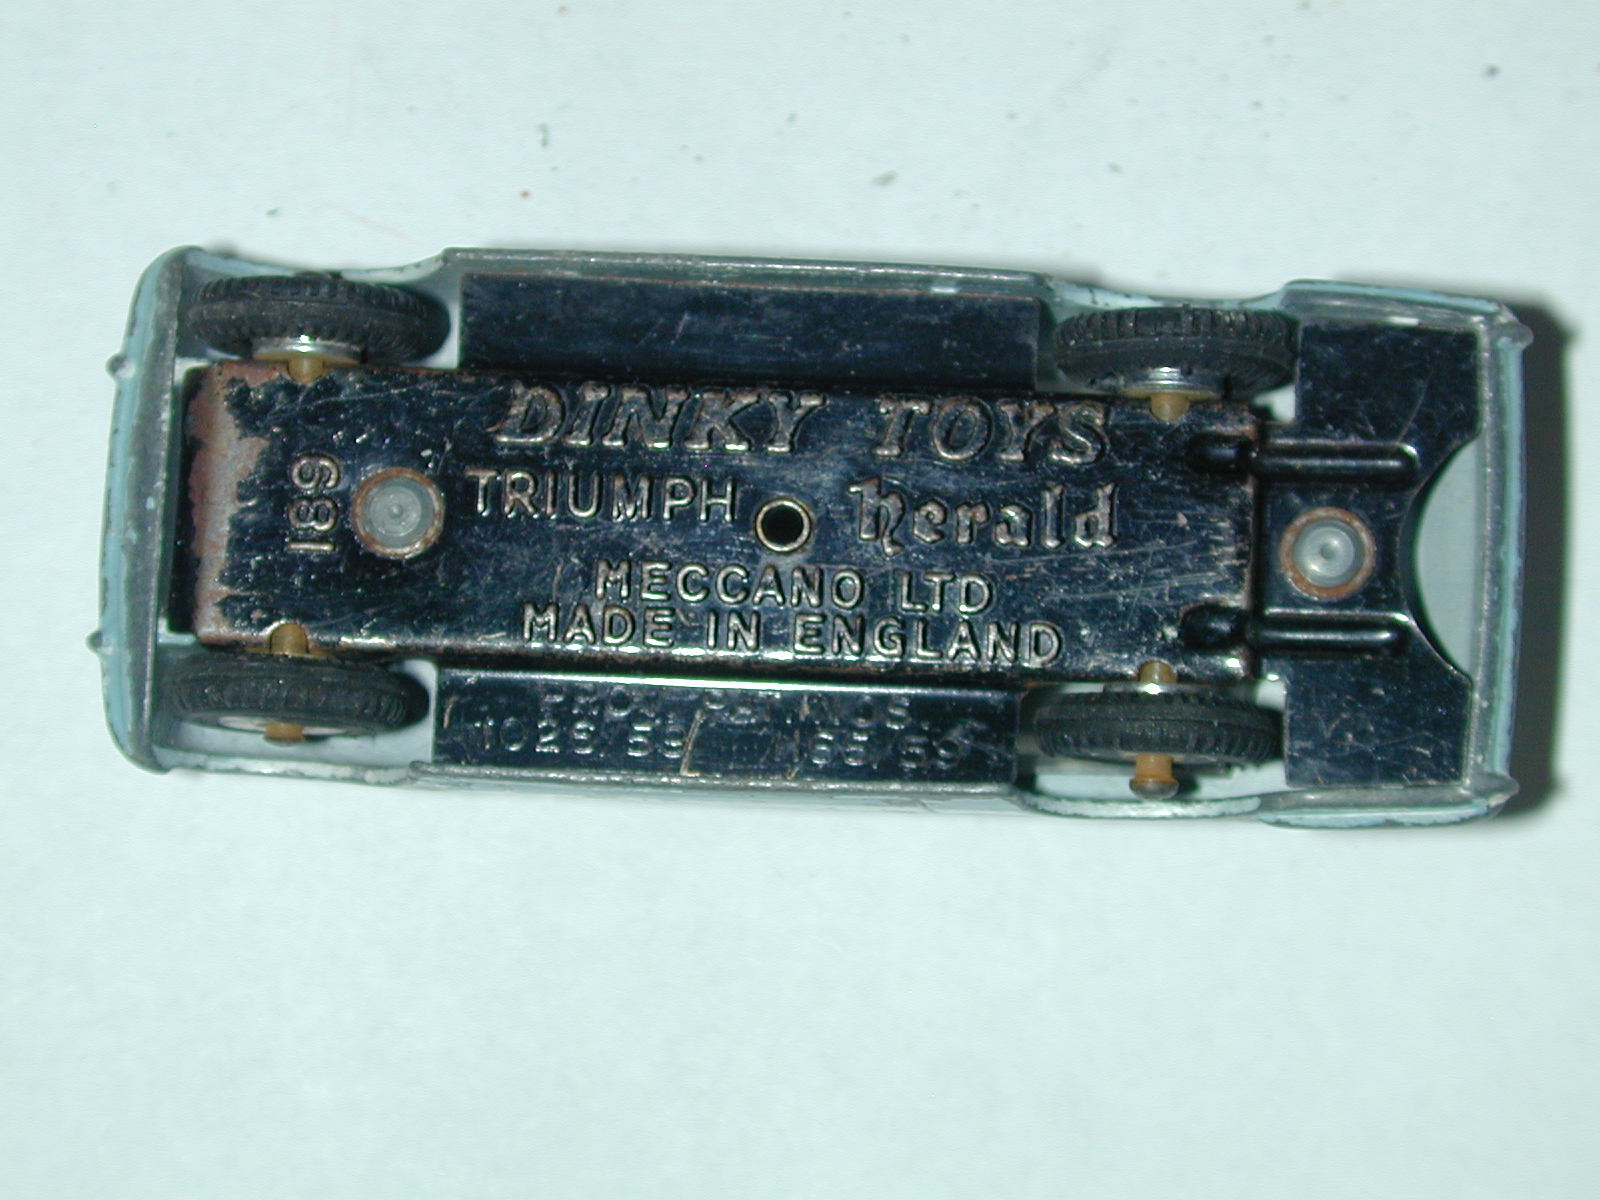 DINKY TOYS
TRIUMPH herald
MECCANO LTD
MADE IN ENGLAND
189